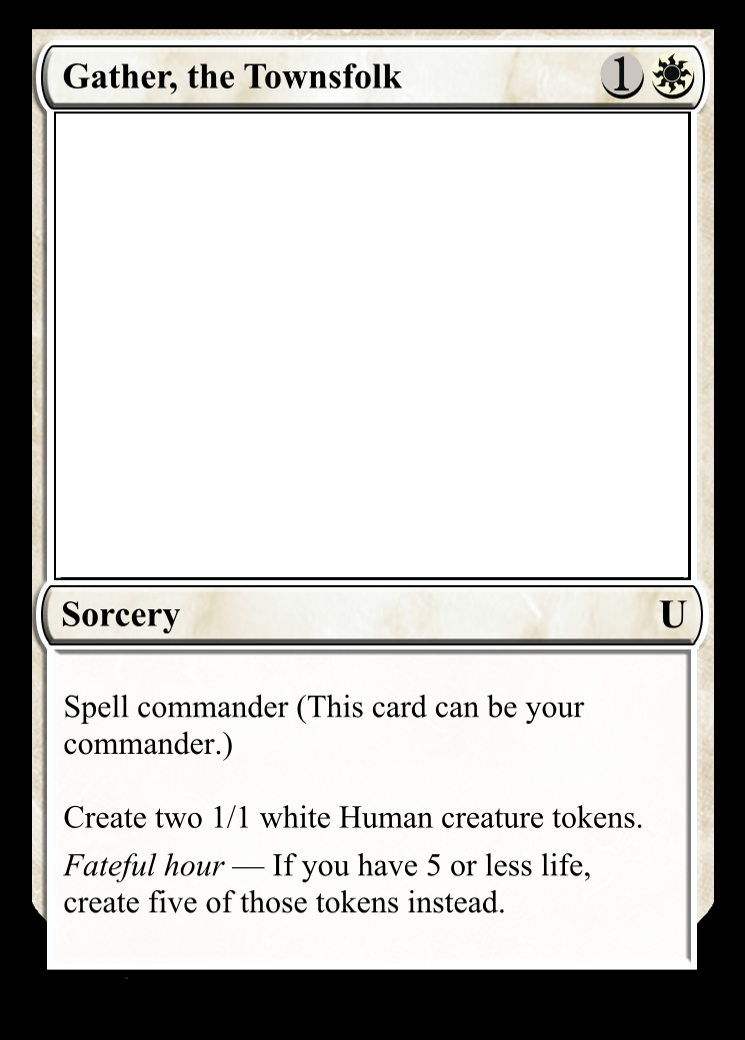 Gather, the Townsfolk 1
Sorcery U
Spell commander (This card can be your
commander.)
Create two 1/1 white Human creature tokens.
Fateful hour — If you have 5 or less life,
create five of those tokens instead.